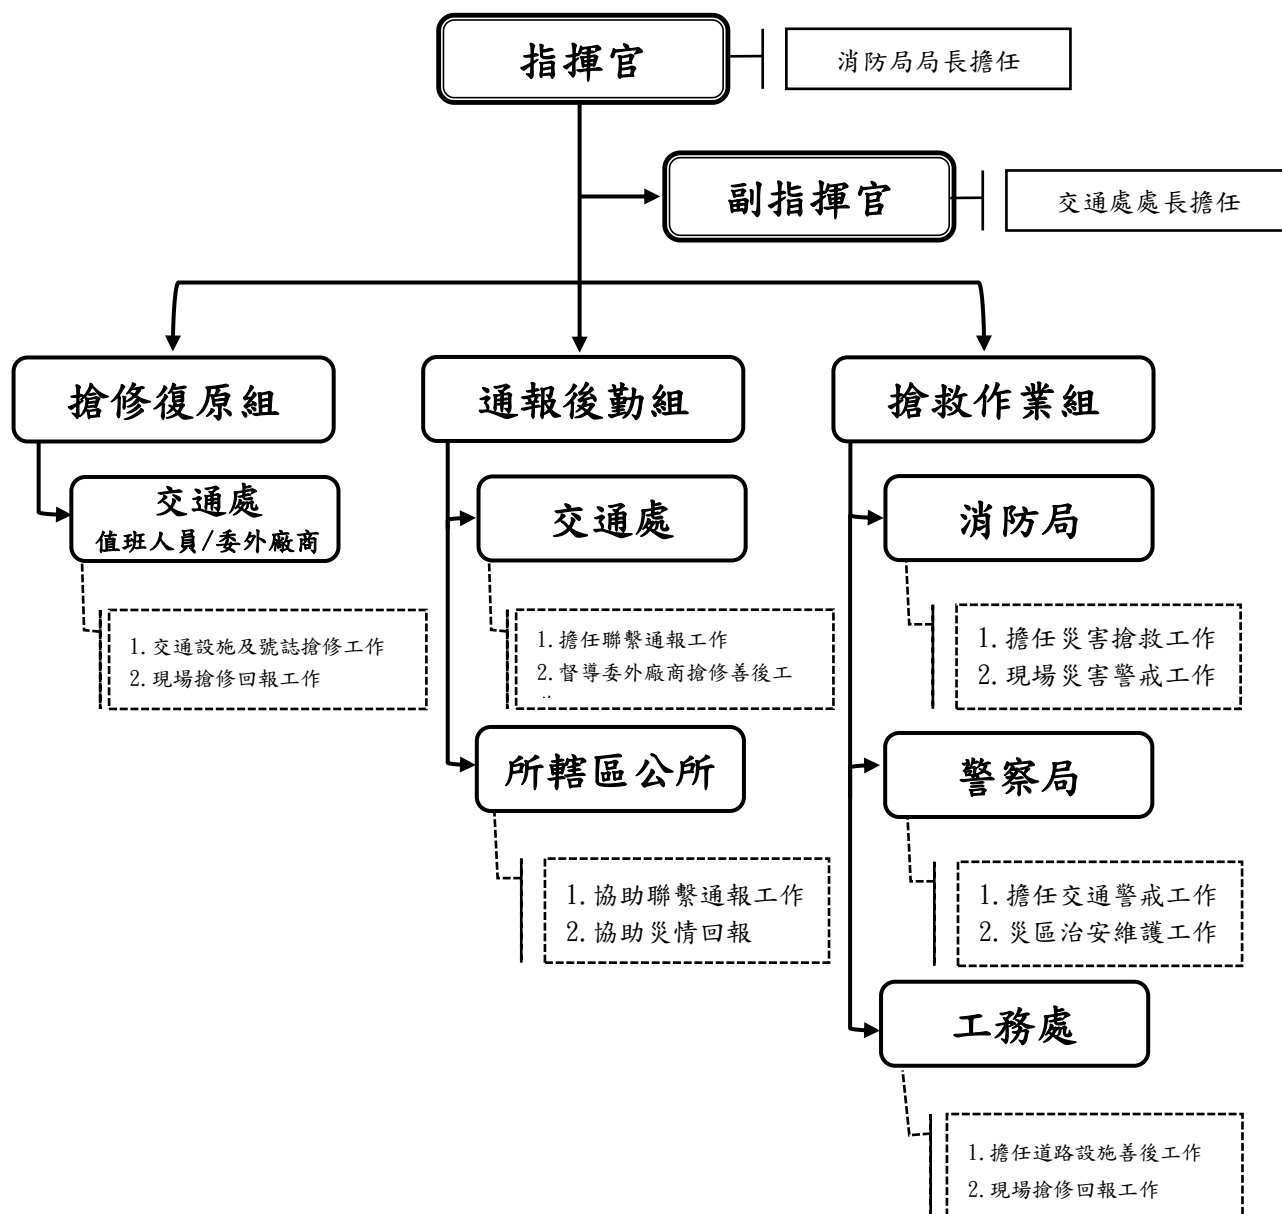 指揮官
消防局局長擔任
副指揮官
交通處處長擔任
搶修復原組
交通處
值班人員/委外廠商
1.交通設施及號誌搶修工作
2.現場搶修回報工作
通報後勤組
交通處
1.擔任聯繫通報工作
2.督導委外廠商搶修善後工
所轄區公所
1.協助聯繫通報工作
2.協助災情回報
搶救作業組
消防局
1.擔任災害搶救工作
2.現場災害警戒工作
警察局
1.擔任交通警戒工作
2.災區治安維護工作
工務處
1.擔任道路設施善後工作
2.現場搶修回報工作